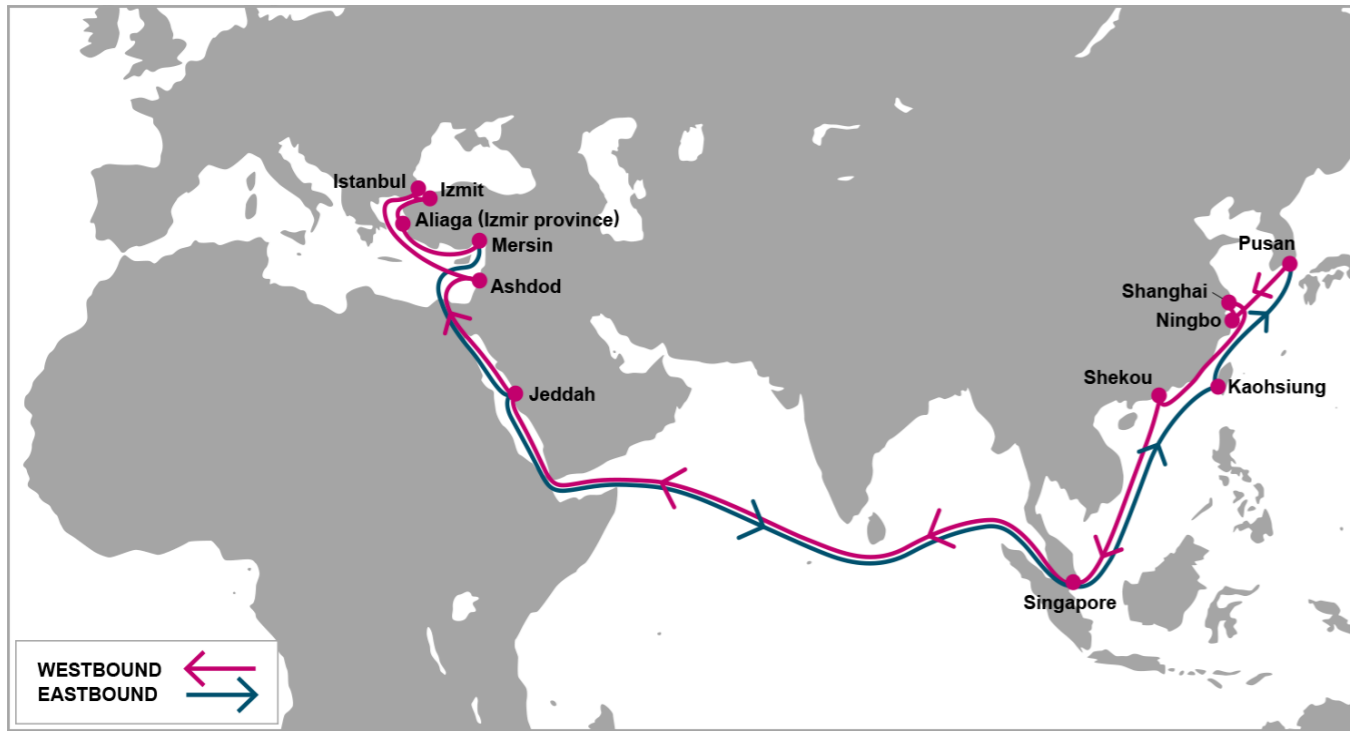 Istanbul
Izmit
Aliaga (Izmir province)
Mersin
Ashdod
Jeddah
Pusan
Shanghai
Ningbo
Shekou
Kaohsiung
Singapore
WESTBOUND
EASTBOUND